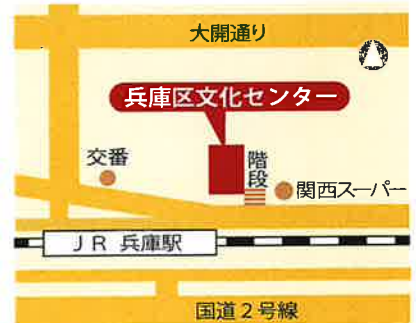 大開通り
兵庫区文化センター
交番
階段
関西スーパー
ＪＲ 兵庫駅
国道２号線